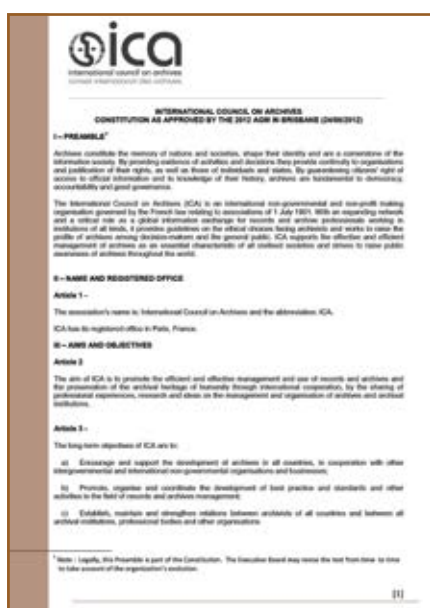 ica
international council on archives
conseil international des archives
INTERNATIONAL COUNCIL ON ARCHIVES
CONSTITUTION AS APPROVED BY THE 2012 AGM IN BRISBANE (24/08/2012)
I – PREAMBLE¹
Archives constitute the memory of nations and societies, shape their identity and are a cornerstone of the
information society. By providing evidence of activities and decisions they provide continuity to organisations
and justification of their rights, as well as those of individuals and states. By guaranteeing citizens' right of
access to official information and to knowledge of their history, archives are fundamental to democracy,
accountability and good governance.
The International Council on Archives (ICA) is an international non-governmental and non-profit making
organisation governed by the French law relating to associations of 1 July 1901. With an expanding network
and a critical role as a global information exchange for records and archive professionals working in
institutions of all kinds, it provides guidelines on the ethical choices facing archivists and works to raise the
profile of archives among decision-makers and the general public. ICA supports the effective and efficient
management of archives as an essential characteristic of all civilised societies and strives to raise public
awareness of archives throughout the world.
II – NAME AND REGISTERED OFFICE
Article 1 –
The association's name is: International Council on Archives and the abbreviation: ICA.
ICA has its registered office in Paris, France.
III – AIMS AND OBJECTIVES
Article 2
The aim of ICA is to promote the efficient and effective management and use of records and archives and
the preservation of the archival heritage of humanity through international cooperation, by the sharing of
professional experiences, research and ideas on the management and organisation of archives and archival
institutions.
Article 3 –
The long-term objectives of ICA are to:
a) Encourage and support the development of archives in all countries, in cooperation with other
intergovernmental and international non-governmental organisations and businesses;
b) Promote, organise and coordinate the development of best practice and standards and other
activities in the field of records and archives management;
c) Establish, maintain and strengthen relations between archivists of all countries and between all
archival institutions, professional bodies and other organisations
¹ Note : Legally, this Preamble is part of the Constitution. The Executive Board may revise the text from time to time
to take account of the organization's evolution.
[1]